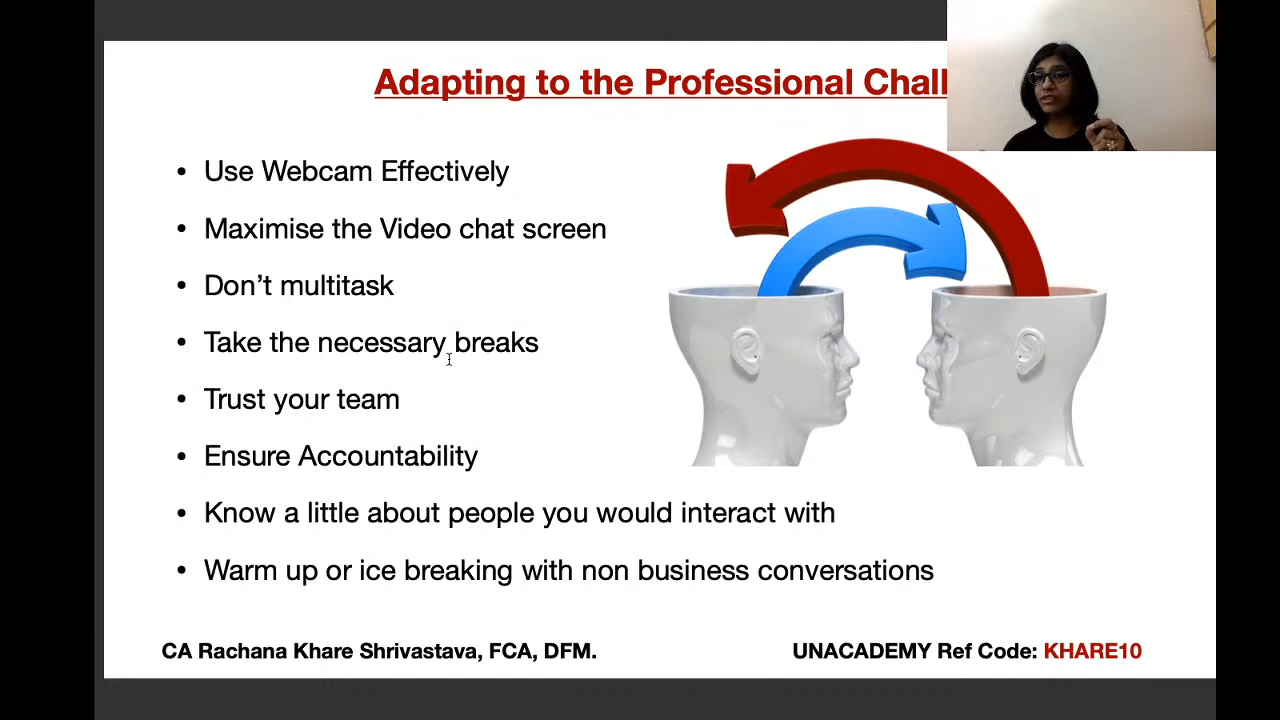 Adapting to the Professional Chall
• Use Webcam Effectively
• Maximise the Video chat screen
• Don’t multitask
• Take the necessary breaks
• Trust your team
• Ensure Accountability
• Know a little about people you would interact with
• Warm up or ice breaking with non business conversations
CA Rachana Khare Shrivastava, FCA, DFM.
UNACADEMY Ref Code: KHARE10